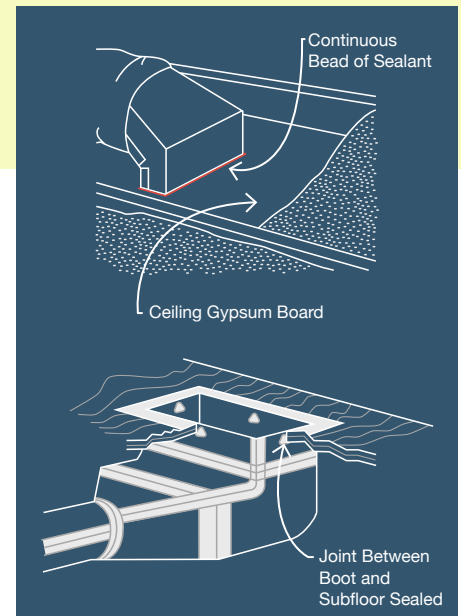 Continuous
Bead of Sealant
Ceiling Gypsum Board
Joint Between
Boot and
Subfloor Sealed